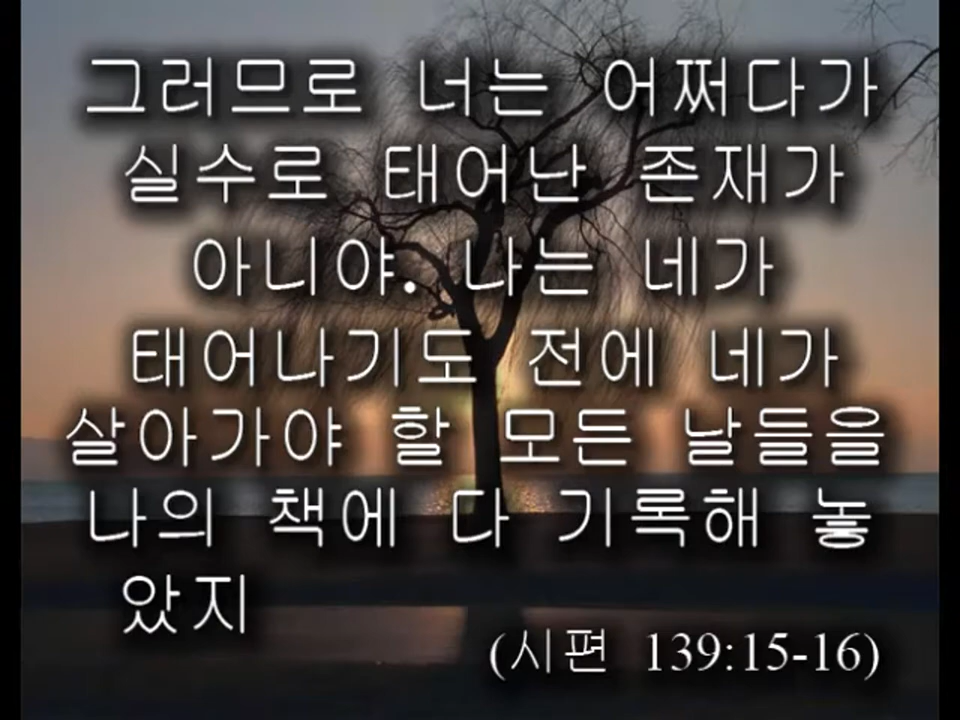 그러므로 너는 어쩌다가
실수로 태어난 존재가
아니야. 나는 네가
태어나기도 전에 네가
살아가야 할 모든 날들을
나의 책에 다 기록해 놓
았지
(시편 139:15-16)